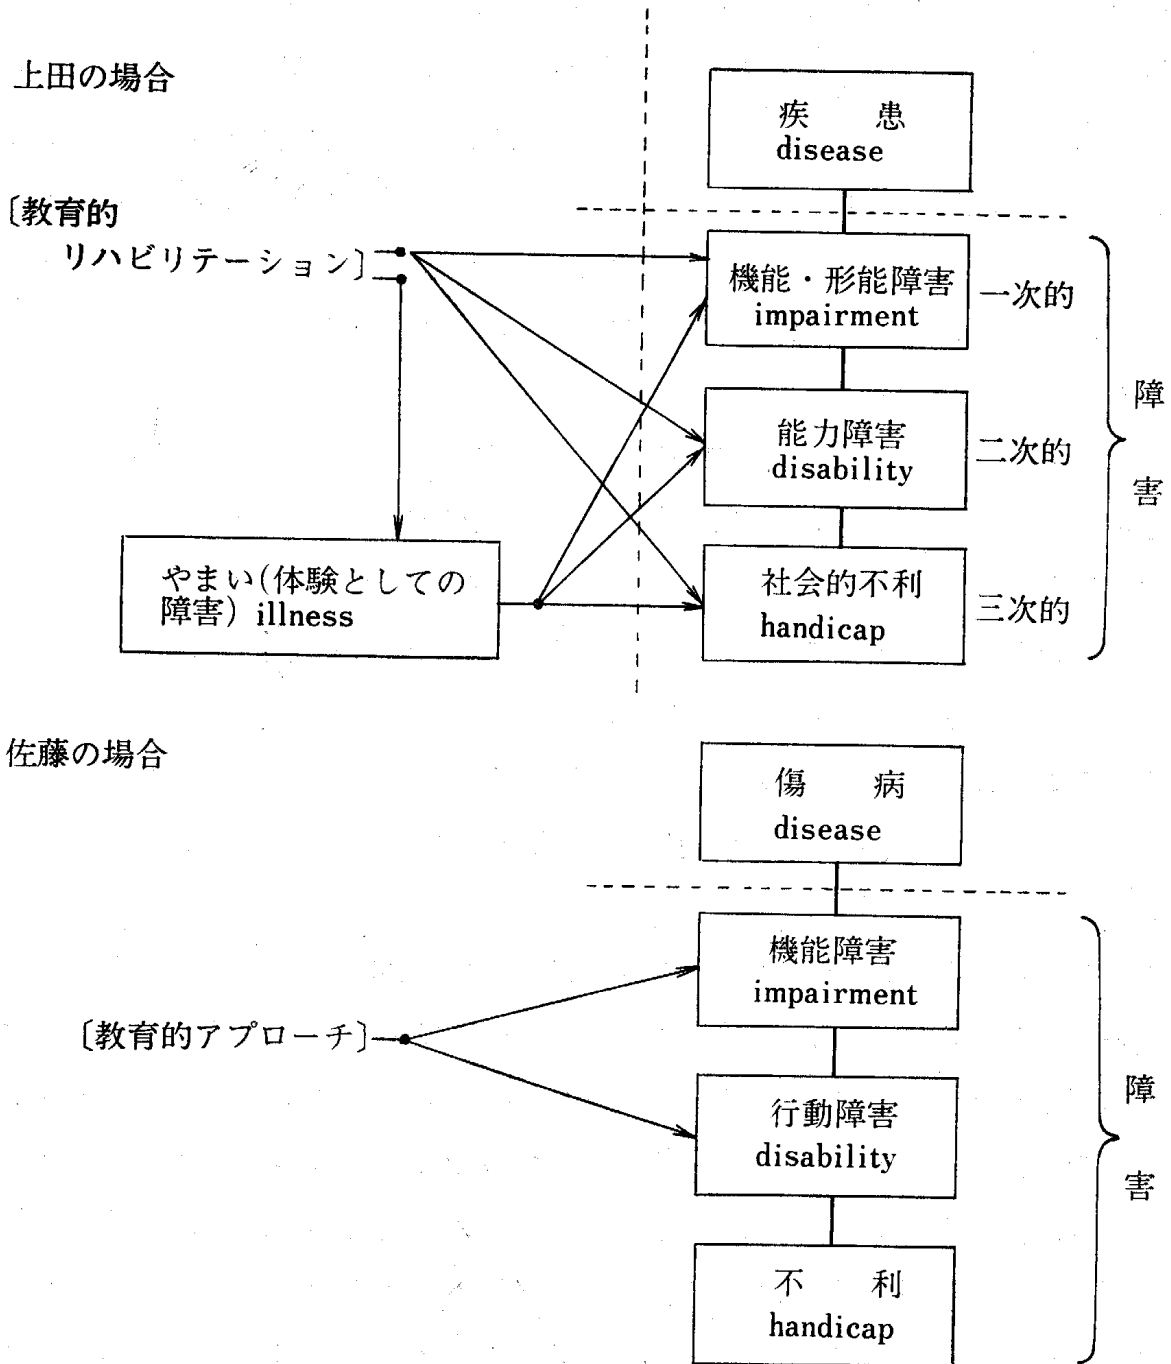 上田の場合
疾 患
disease
〔教育的
リハビリテーション〕
機能・形能障害
impairment
一次的
能力障害
disability
二次的
障
害
やまい(体験としての
障害) illness
社会的不利
handicap
三次的
佐藤の場合
傷 病
disease
機能障害
impairment
〔教育的アプローチ〕
行動障害
disability
障
害
不 利
handicap